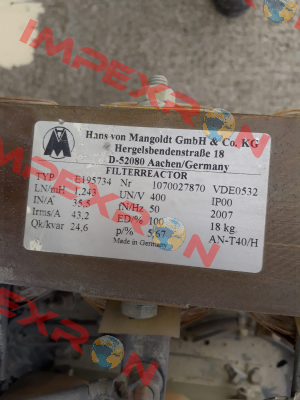 IMPEXRON
Hans von Mangoldt GmbH & Co. KG
Hergelsbendenstraße 18
D-52080 Aachen/Germany
FILTERREACTOR
TYP E195734 Nr 1070027870 VDE0532
LN/mH 1,243 UN/V 400 IP00
IN/A 35,5 fN/Hz 50 2007
Irms/A 43,2 ED/% 100 18 kg
Qk/kvar 24,6 p/% 5,67 AN-T40/H
Made in Germany
IMPEXRON